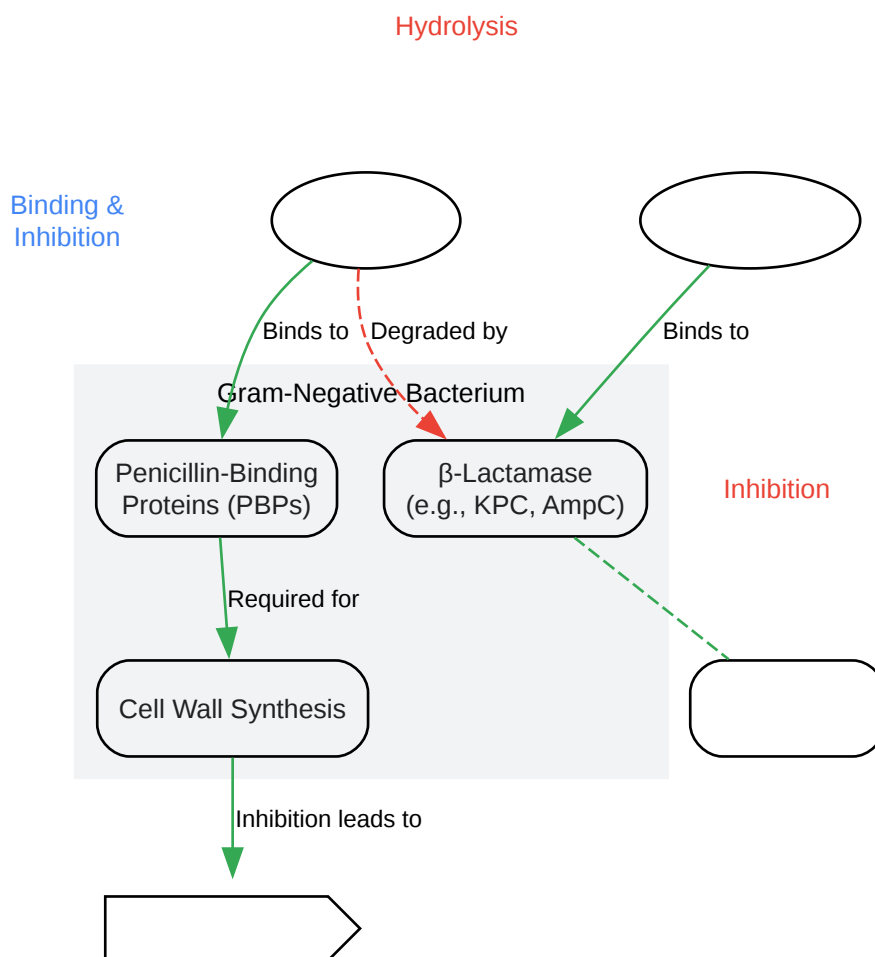 Hydrolysis
Binding &
Inhibition
Binds to
Degraded by
Binds to
Gram-Negative Bacterium
Penicillin-Binding
Proteins (PBPs)
β-Lactamase
(e.g., KPC, AmpC)
Inhibition
Required for
Cell Wall Synthesis
Inhibition leads to